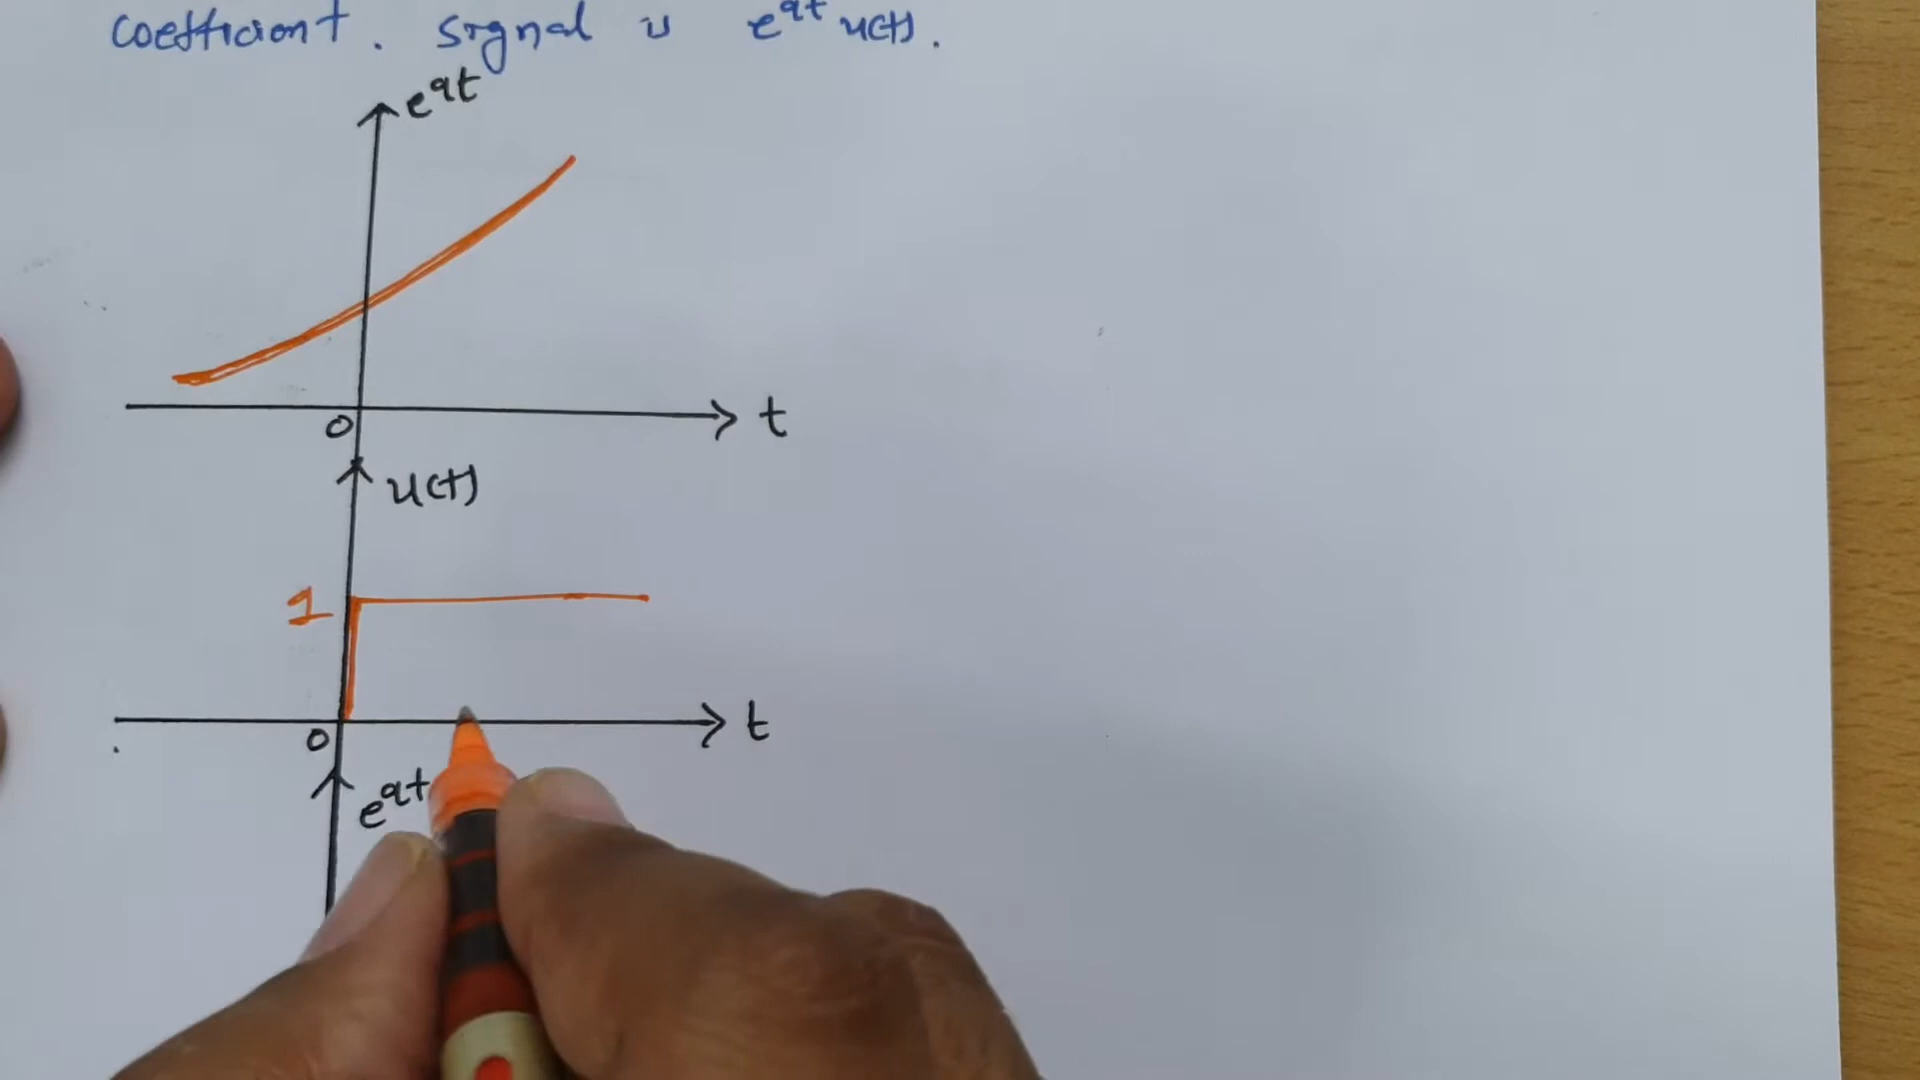 coefficient. signal is e^at u(t).
e^at
0
t
u(t)
1
0
t
e^at